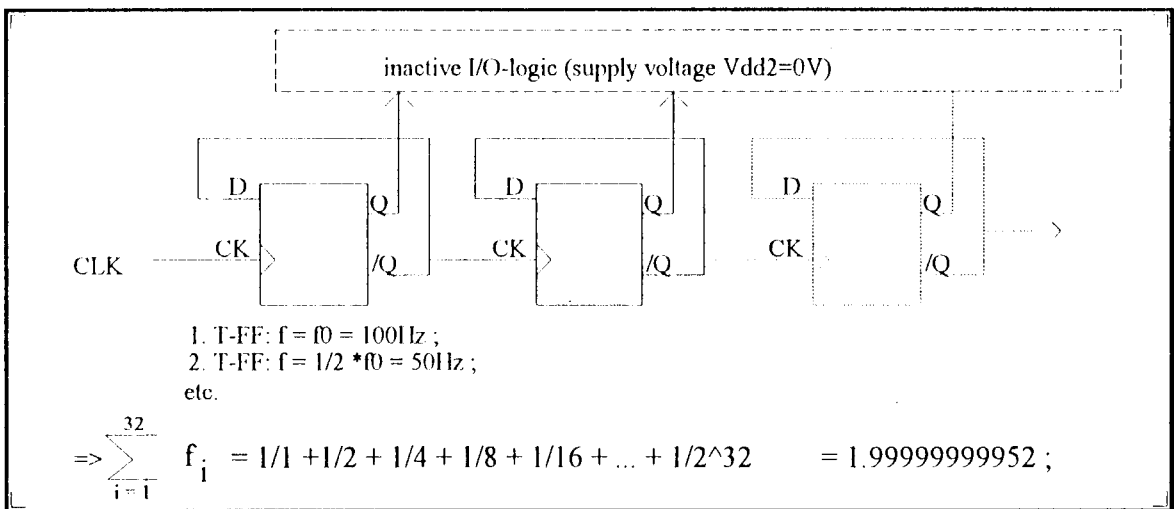 inactive I/O-logic (supply voltage Vdd2=0V)
D Q D Q D Q
CLK CK /Q CK /Q CK /Q
1. T-FF: f = f0 = 100Hz ;
2. T-FF: f = 1/2 *f0 = 50Hz ;
etc.
32
=> ∑ f i = 1/1 +1/2 + 1/4 + 1/8 + 1/16 + ... + 1/2^32 = 1.99999999952 ;
i = 1